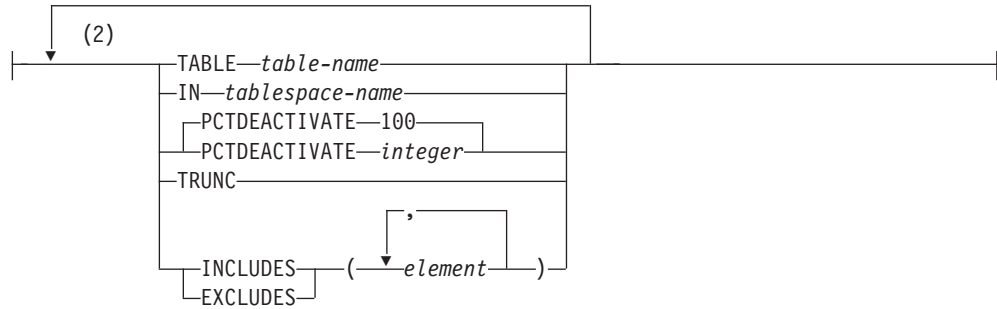 (2)
TABLE table-name
IN tablespace-name
PCTDEACTIVATE 100
PCTDEACTIVATE integer
TRUNC
,
INCLUDES ( element )
EXCLUDES